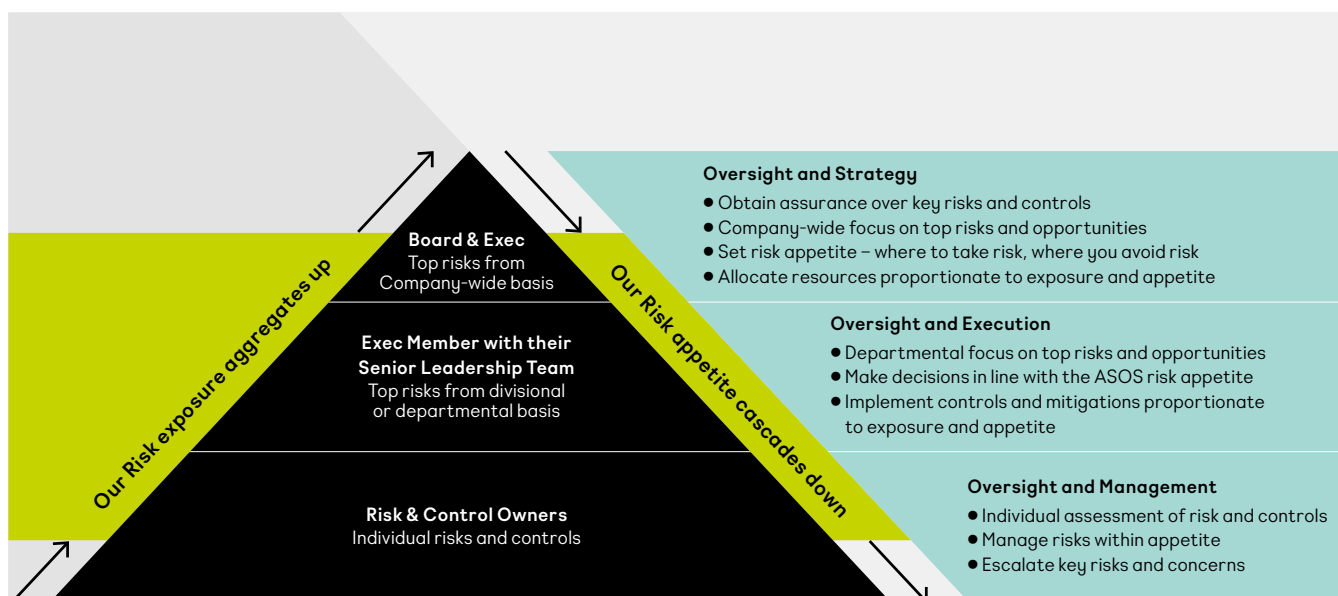 Our Risk exposure aggregates up
Board & Exec
Top risks from
Company-wide basis
Exec Member with their
Senior Leadership Team
Top risks from divisional
or departmental basis
Risk & Control Owners
Individual risks and controls
Our Risk appetite cascades down
Oversight and Strategy
● Obtain assurance over key risks and controls
● Company-wide focus on top risks and opportunities
● Set risk appetite – where to take risk, where you avoid risk
● Allocate resources proportionate to exposure and appetite
Oversight and Execution
● Departmental focus on top risks and opportunities
● Make decisions in line with the ASOS risk appetite
● Implement controls and mitigations proportionate
to exposure and appetite
Oversight and Management
● Individual assessment of risk and controls
● Manage risks within appetite
● Escalate key risks and concerns